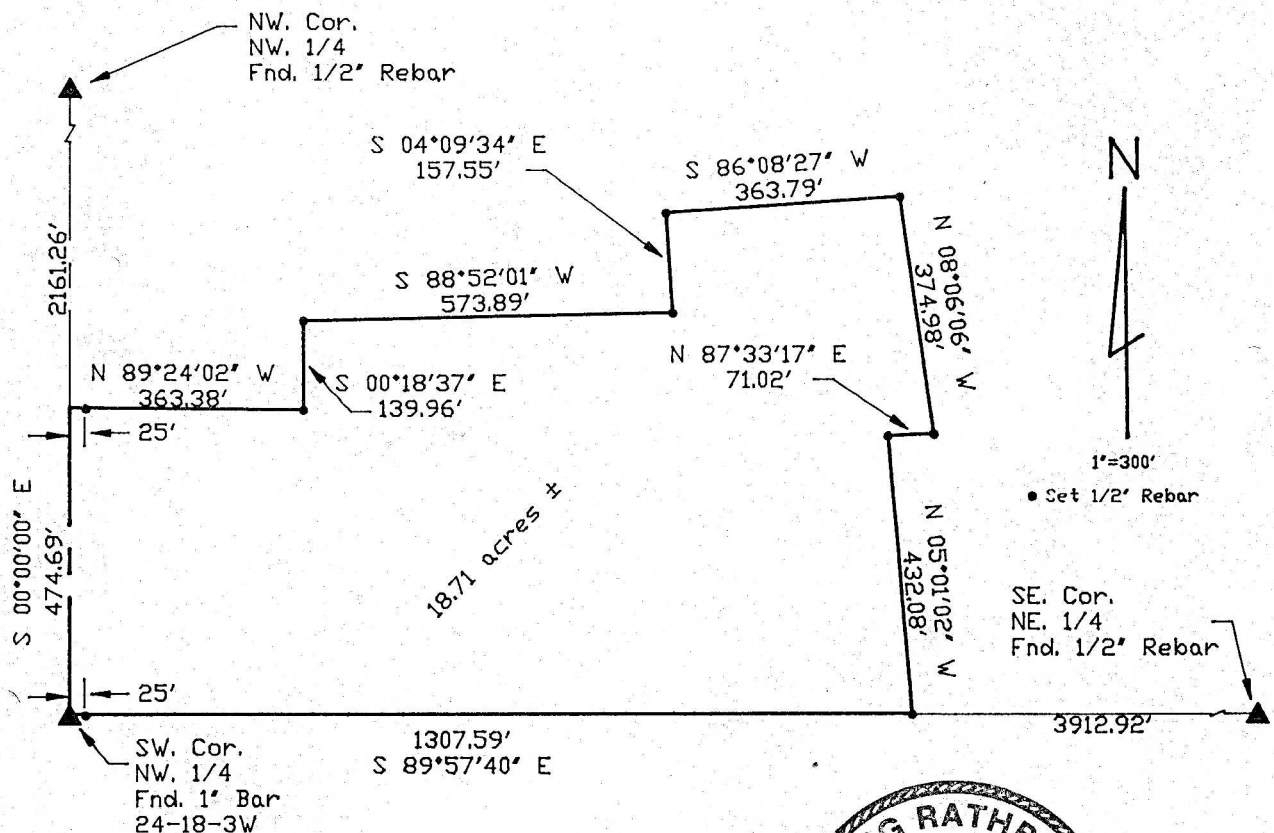 NW. Cor.
NW. 1/4
Fnd. 1/2" Rebar
S 04°09'34" E
157.55'
S 86°08'27" W
363.79'
N
2161.26'
S 88°52'01" W
573.89'
N 08°06'06" W
374.98'
N 87°33'17" E
71.02'
N 89°24'02" W
363.38'
S 00°18'37" E
139.96'
25'
1"=300'
Set 1/2" Rebar
S 00°00'00" E
474.69'
18.71 acres ±
N 05°01'02" W
432.08'
SE. Cor.
NE. 1/4
Fnd. 1/2" Rebar
25'
3912.92'
1307.59'
S 89°57'40" E
SW. Cor.
NW. 1/4
Fnd. 1" Bar
24-18-3W